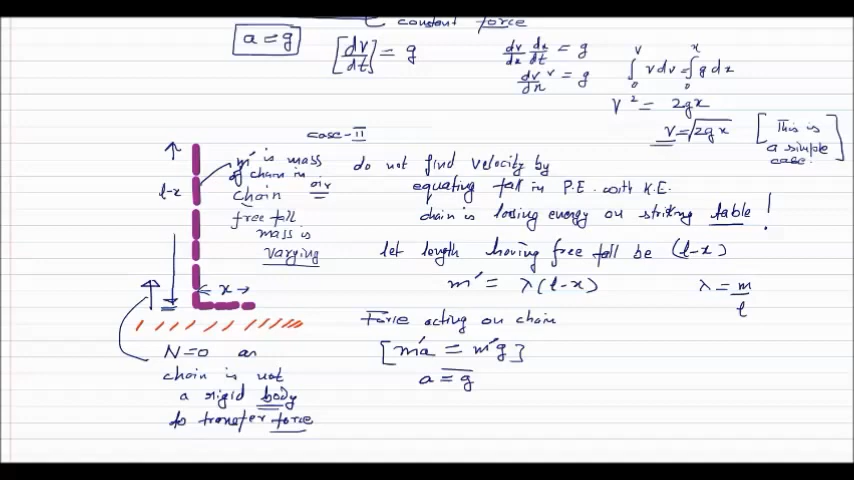 constant force
a = g
[dv/dt] = g
dv/dx dx/dt = g
dv/dx v = g
∫₀^v v dv = ∫₀^x g dx
v² = 2gx
v = √2gx
[This is a simple case.]
case-II
l-x
m' is mass
of chain in
air
chain
free fall
mass is
varying
x
do not find velocity by
equating fall in P.E. with K.E.
chain is loosing energy on striking table!
let length having free fall be (l-x)
m' = λ(l-x)
λ = m/l
Force acting on chain
[m'a = m'g]
a = g
N=0 as
chain is not
a rigid body
to transfer force